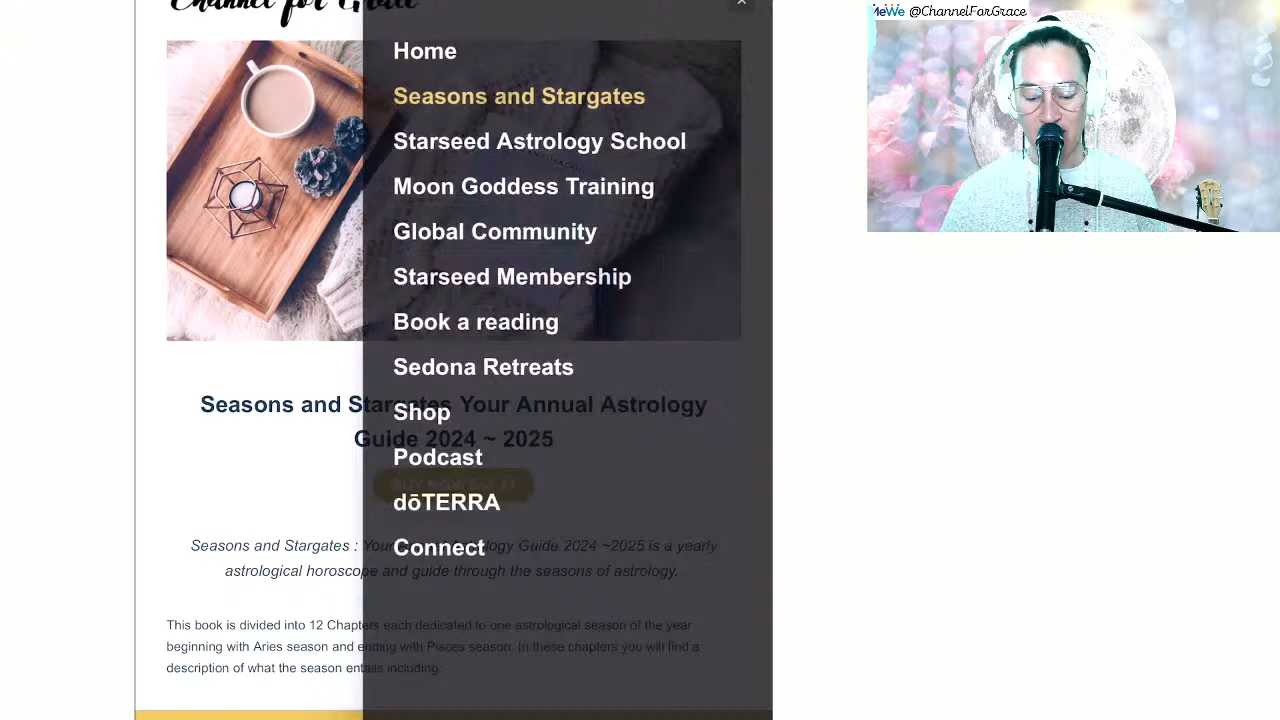 Channel for Grace
MeWe @ChannelForGrace
Home
Seasons and Stargates
Starseed Astrology School
Moon Goddess Training
Global Community
Starseed Membership
Book a reading
Sedona Retreats
Shop
Podcast
dōTERRA
Connect
Seasons and Stargates Your Annual Astrology
Guide 2024 ~ 2025
BUY NOW
Seasons and Stargates : Your Astrology Guide 2024 ~2025 is a yearly
astrological horoscope and guide through the seasons of astrology.
This book is divided into 12 Chapters each dedicated to one astrological season of the year
beginning with Aries season and ending with Pisces season. In these chapters you will find a
description of what the season entails including: